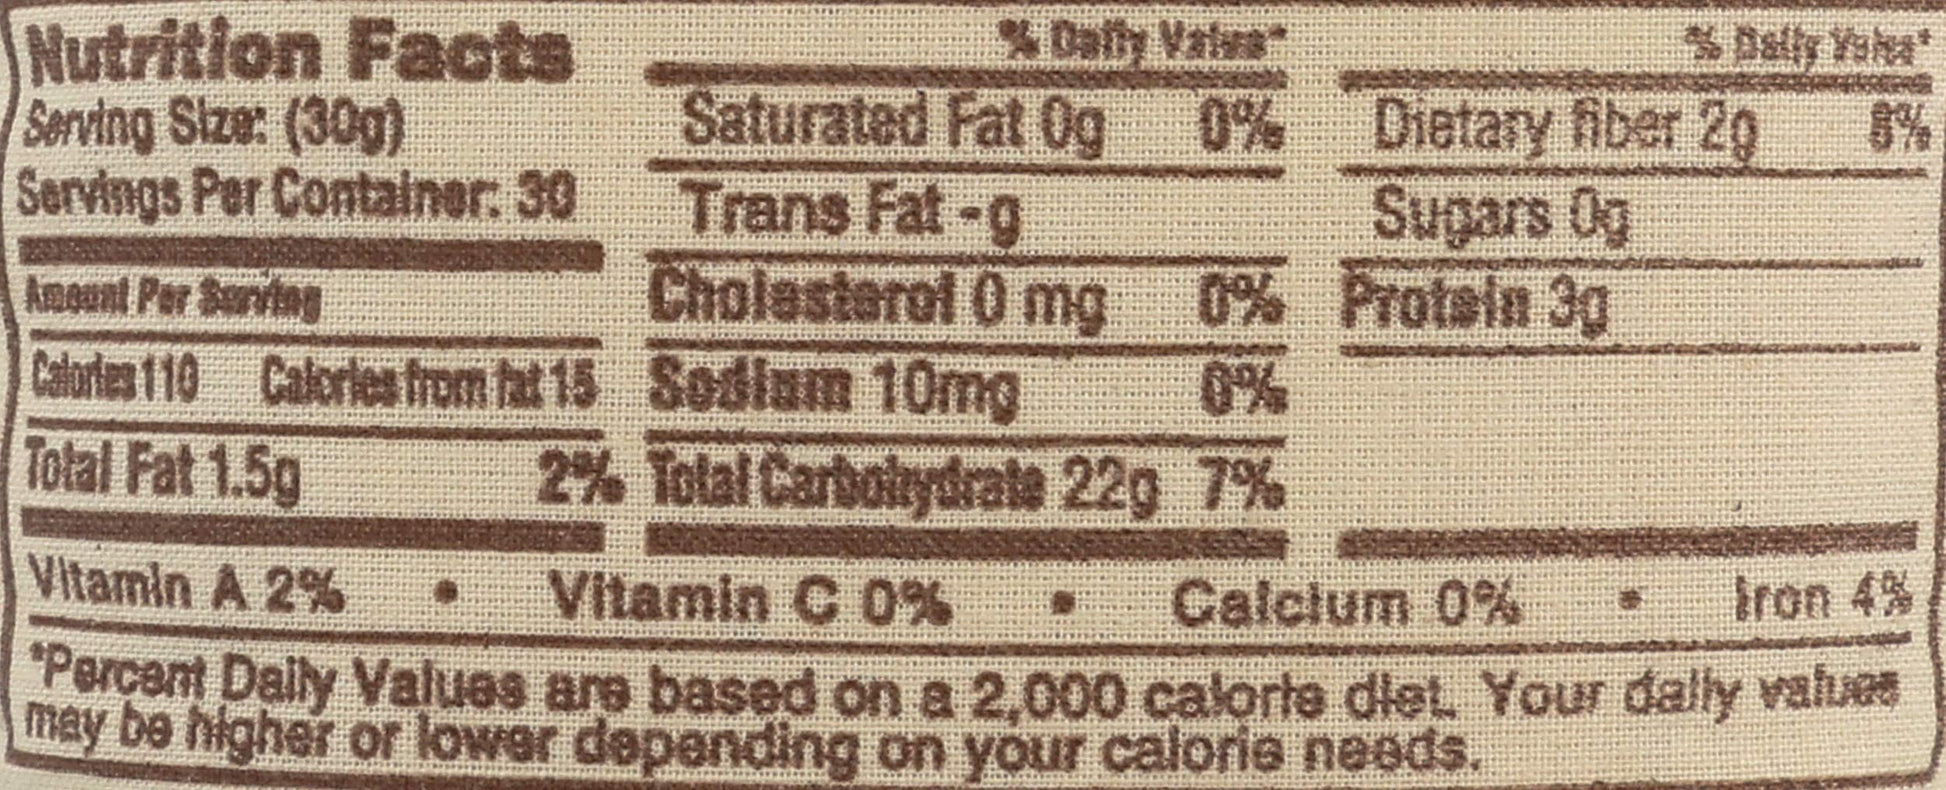 Nutrition Facts
Serving Size: (30g)
Servings Per Container: 30
Amount Per Serving
Calories 110 Calories from fat 15
Total Fat 1.5g 2%
% Daily Value*
Saturated Fat 0g 0%
Trans Fat -g
Cholesterol 0 mg 0%
Sodium 10mg 0%
Total Carbohydrate 22g 7%
% Daily Value*
Dietary fiber 2g 8%
Sugars 0g
Protein 3g
Vitamin A 2% • Vitamin C 0% • Calcium 0% • Iron 4%
*Percent Daily Values are based on a 2,000 calorie diet. Your daily values
may be higher or lower depending on your calorie needs.